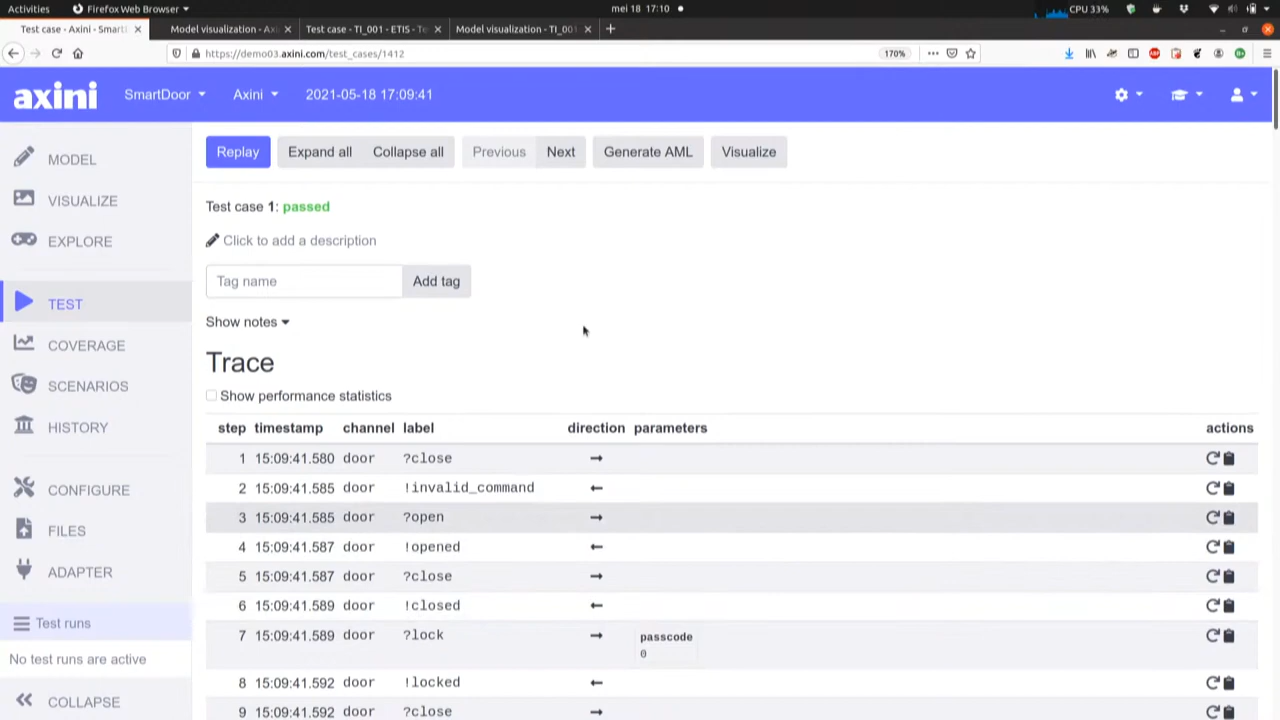 Activities
Firefox Web Browser
mei 18 17:10
CPU 33%
Test case - Axini - Smart
Model visualization - Ax
Test case - TI_001 - ETIS - Te
Model visualization - TI_00
https://demo03.axini.com/test_cases/1412
170%
axini
SmartDoor
Axini
2021-05-18 17:09:41
MODEL
VISUALIZE
EXPLORE
TEST
COVERAGE
SCENARIOS
HISTORY
CONFIGURE
FILES
ADAPTER
Test runs
No test runs are active
COLLAPSE
Replay
Expand all
Collapse all
Previous
Next
Generate AML
Visualize
Test case 1: passed
Click to add a description
Tag name
Add tag
Show notes
Trace
Show performance statistics
step timestamp channel label direction parameters actions
1 15:09:41.580 door ?close →
2 15:09:41.585 door !invalid_command ←
3 15:09:41.585 door ?open →
4 15:09:41.587 door !opened ←
5 15:09:41.587 door ?close →
6 15:09:41.589 door !closed ←
7 15:09:41.589 door ?lock → passcode
0
8 15:09:41.592 door !locked ←
9 15:09:41.592 door ?close →